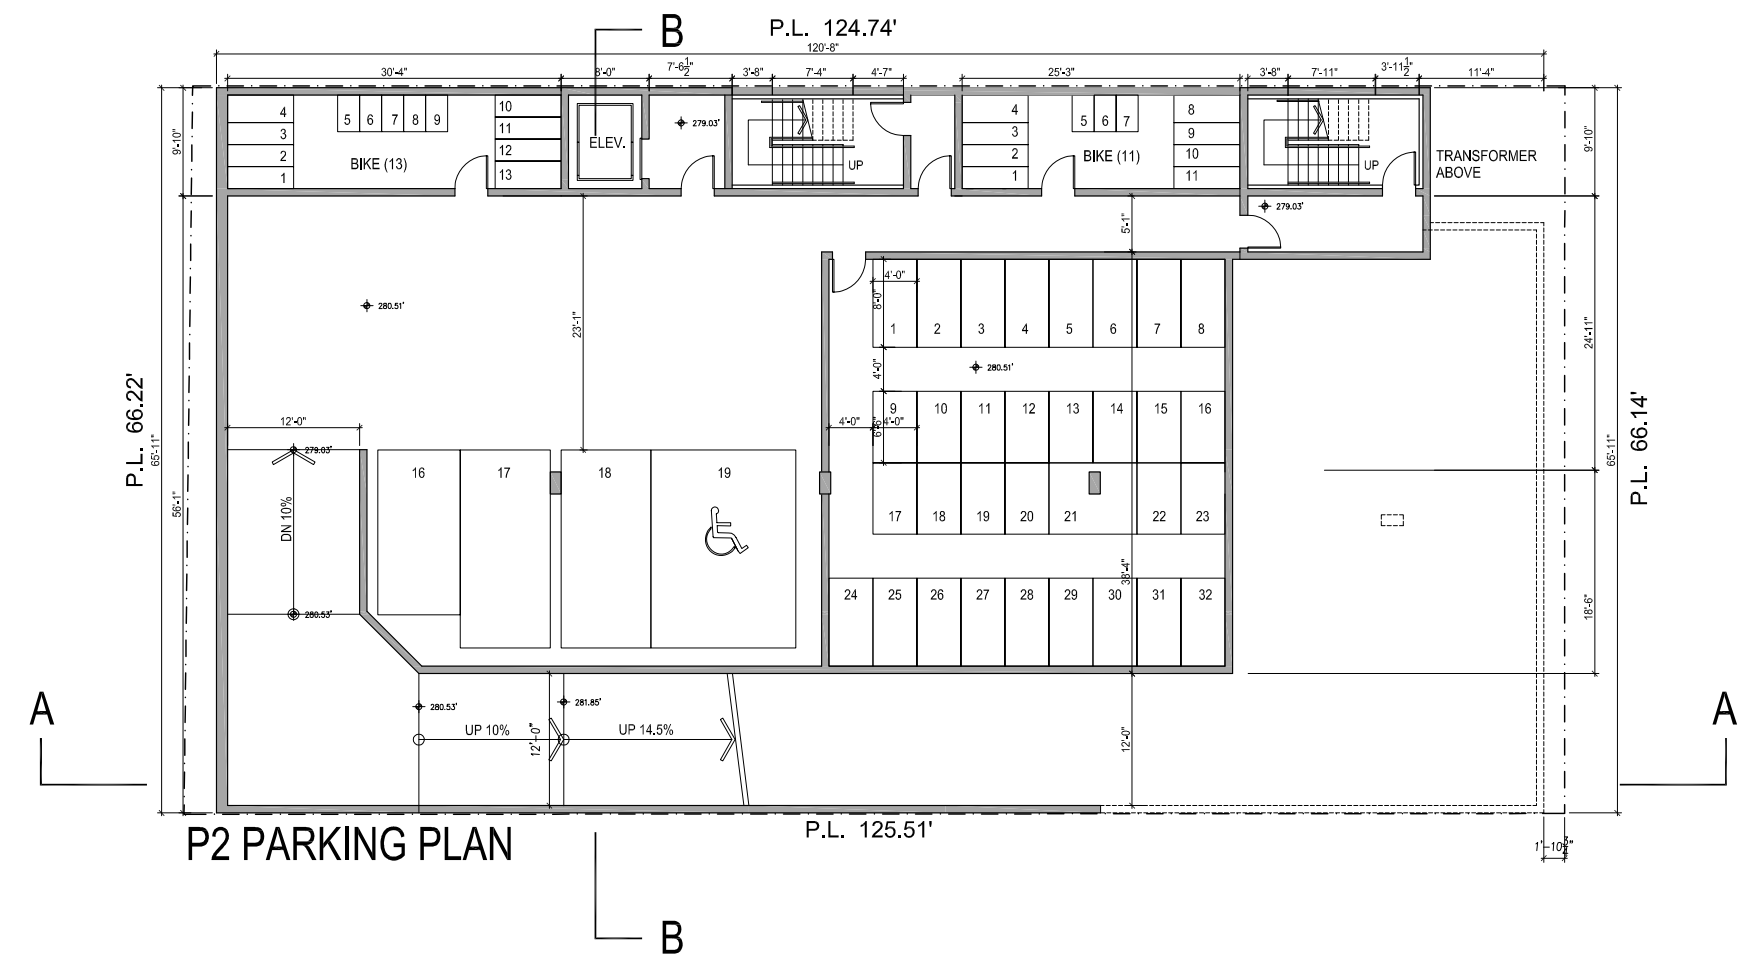 B
P.L. 124.74'
120'-8"
30'-4"
8'-0"
7'-6 1/2"
3'-8"
7'-4"
4'-7"
25'-3"
3'-8"
7'-11"
3'-11 1/2"
11'-4"
9'-10"
4
3
2
1
5 6 7 8 9
BIKE (13)
10
11
12
13
ELEV.
279.03'
UP
4
3
2
1
5 6 7
BIKE (11)
8
9
10
11
UP
TRANSFORMER
ABOVE
9'-10"
279.03'
5'-1"
280.51'
23'-1"
4'-0"
8'-0"
1 2 3 4 5 6 7 8
4'-0"
280.51'
24'-11"
P.L. 66.22'
65'-11"
56'-1"
12'-0"
279.03'
DN 10%
280.53'
16 17 18 19
9 10 11 12 13 14 15 16
4'-0"
4'-0"
6'-6"
17 18 19 20 21 22 23
38'-4"
24 25 26 27 28 29 30 31 32
65'-11"
P.L. 66.14'
18'-6"
A
280.53'
281.85'
UP 10%
12'-0"
UP 14.5%
12'-0"
A
P.L. 125.51'
P2 PARKING PLAN
B